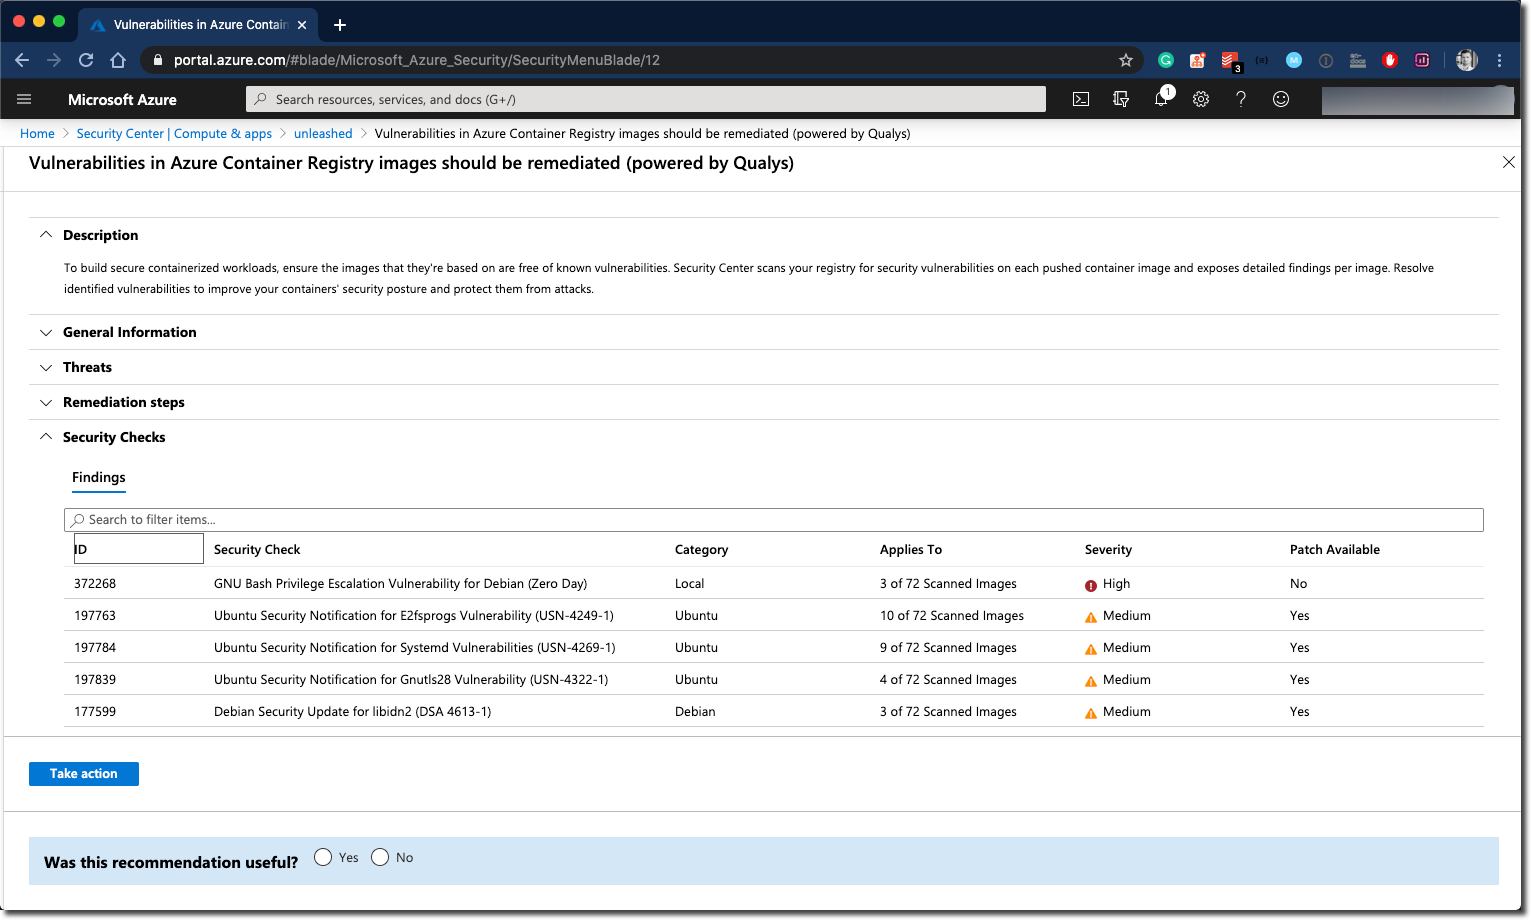 Vulnerabilities in Azure Contain
portal.azure.com/#blade/Microsoft_Azure_Security/SecurityMenuBlade/12
3
M
Microsoft Azure
Search resources, services, and docs (G+/)
1
Home > Security Center | Compute & apps > unleashed > Vulnerabilities in Azure Container Registry images should be remediated (powered by Qualys)
Vulnerabilities in Azure Container Registry images should be remediated (powered by Qualys)
Description
To build secure containerized workloads, ensure the images that they're based on are free of known vulnerabilities. Security Center scans your registry for security vulnerabilities on each pushed container image and exposes detailed findings per image. Resolve
identified vulnerabilities to improve your containers' security posture and protect them from attacks.
General Information
Threats
Remediation steps
Security Checks
Findings
Search to filter items...
ID Security Check Category Applies To Severity Patch Available
372268 GNU Bash Privilege Escalation Vulnerability for Debian (Zero Day) Local 3 of 72 Scanned Images High No
197763 Ubuntu Security Notification for E2fsprogs Vulnerability (USN-4249-1) Ubuntu 10 of 72 Scanned Images Medium Yes
197784 Ubuntu Security Notification for Systemd Vulnerabilities (USN-4269-1) Ubuntu 9 of 72 Scanned Images Medium Yes
197839 Ubuntu Security Notification for Gnutls28 Vulnerability (USN-4322-1) Ubuntu 4 of 72 Scanned Images Medium Yes
177599 Debian Security Update for libidn2 (DSA 4613-1) Debian 3 of 72 Scanned Images Medium Yes
Take action
Was this recommendation useful? Yes No